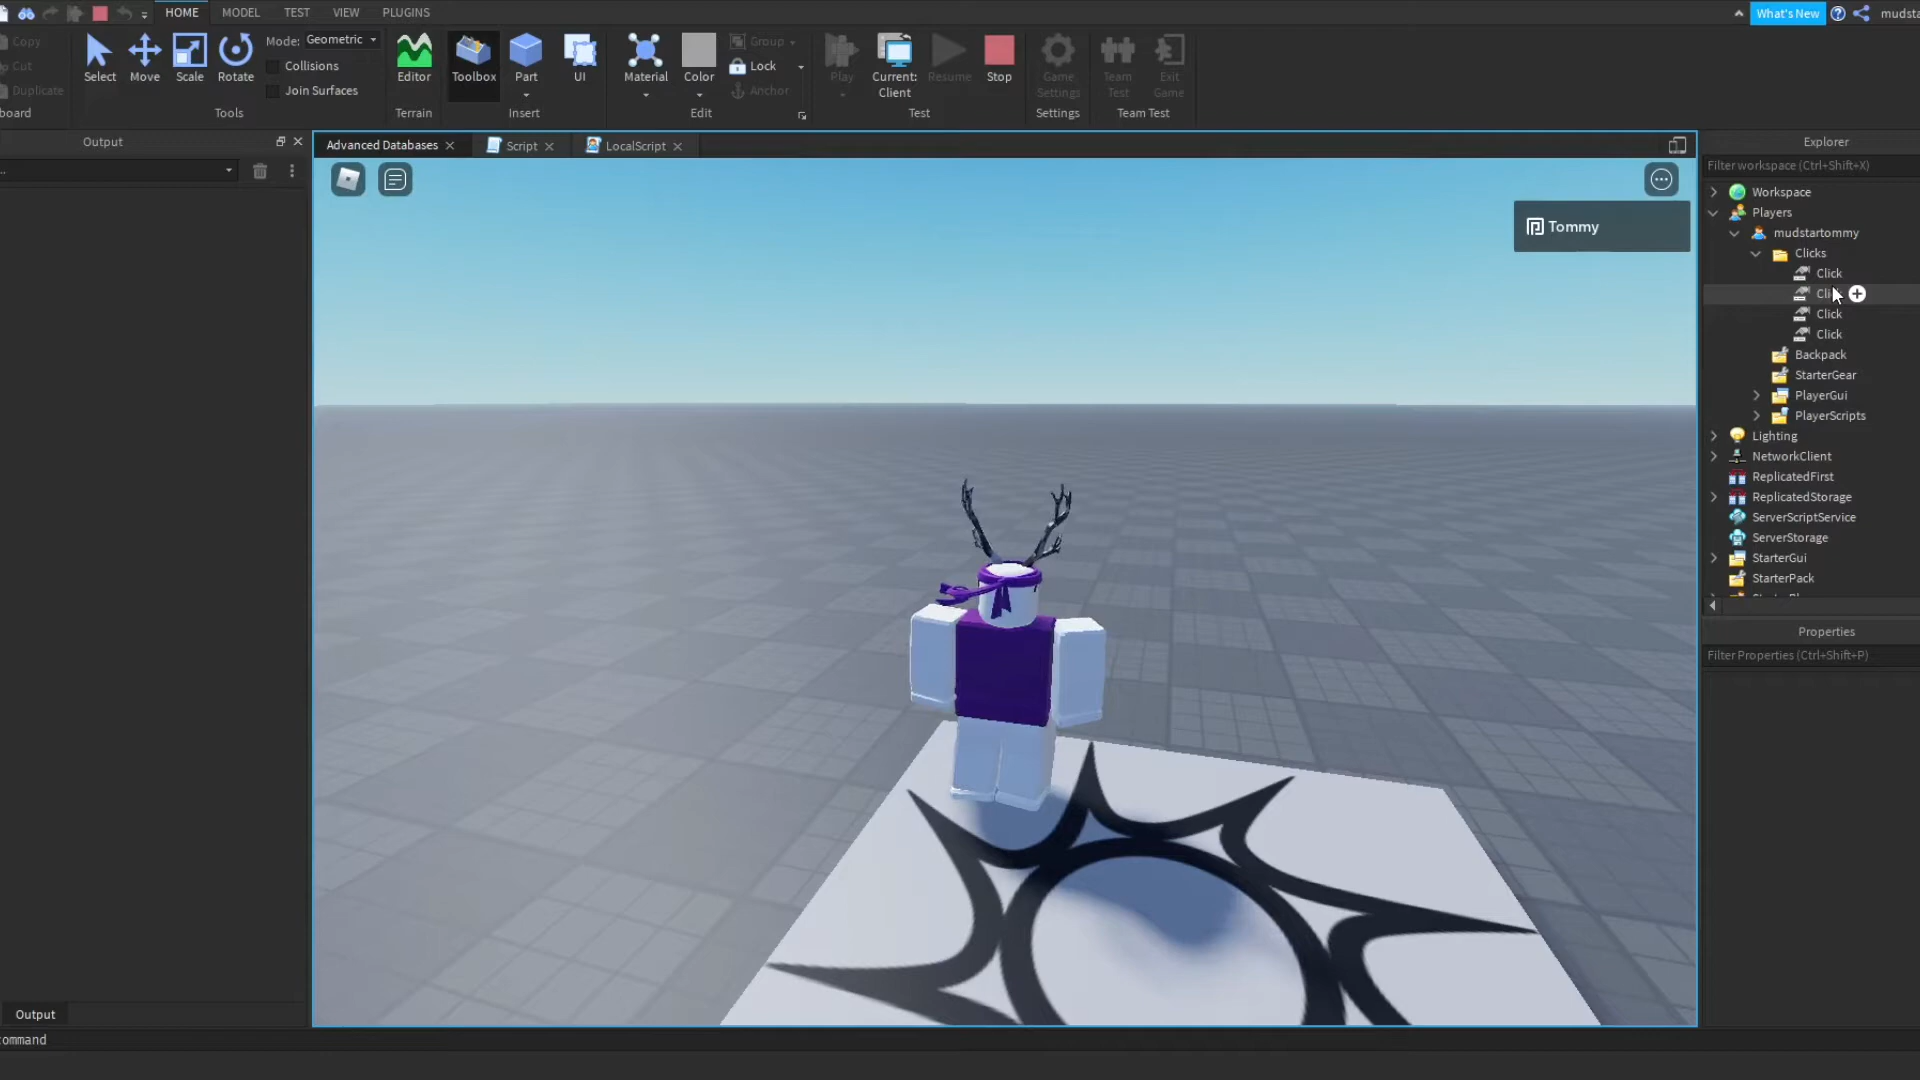 HOME MODEL TEST VIEW PLUGINS
What's New
Copy
Cut
Duplicate
Select
Move
Scale
Rotate
Mode: Geometric
Collisions
Join Surfaces
Editor
Toolbox
Part
UI
Material
Color
Group
Lock
Anchor
Play
Current:
Client
Resume
Stop
Game
Settings
Team
Test
Exit
Game
Tools
Terrain
Insert
Edit
Test
Settings
Team Test
Output
Advanced Databases
Script
LocalScript
Tommy
Explorer
Filter workspace (Ctrl+Shift+X)
Workspace
Players
mudstartommy
Clicks
Click
Click
Click
Backpack
StarterGear
PlayerGui
PlayerScripts
Lighting
NetworkClient
ReplicatedFirst
ReplicatedStorage
ServerScriptService
ServerStorage
StarterGui
StarterPack
Properties
Filter Properties (Ctrl+Shift+P)
Output